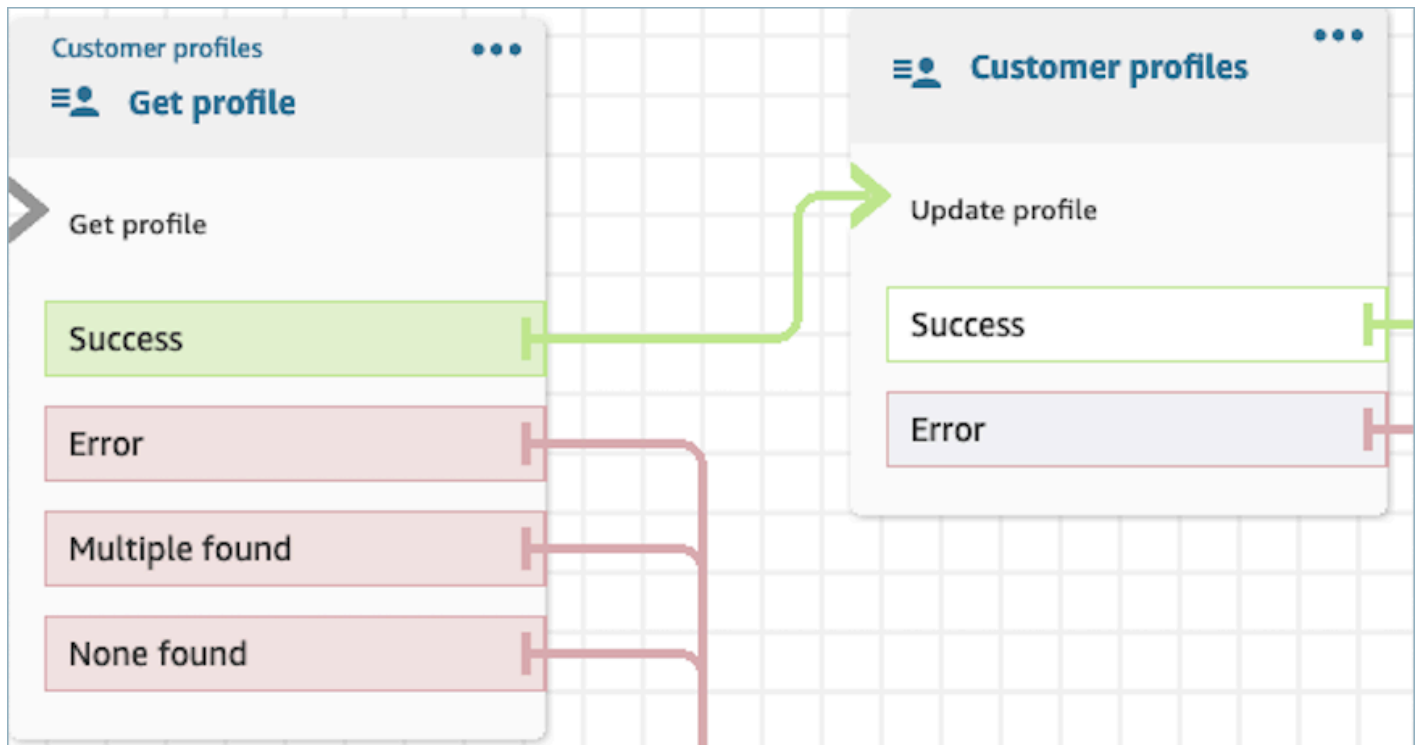 Customer profiles
Get profile
Get profile
Success
Error
Multiple found
None found
Customer profiles
Update profile
Success
Error